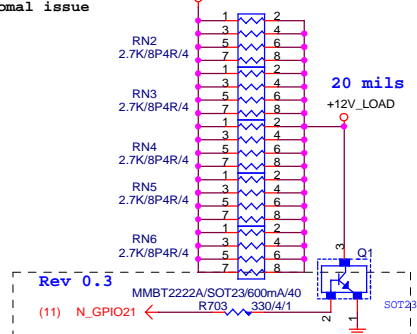 omal issue
1 2
RN2 3 4
2.7K/8P4R/4 5 6
7 8
1 2
RN3 3 4
2.7K/8P4R/4 5 6
7 8
20 mils
+12V_LOAD
1 2
RN4 3 4
2.7K/8P4R/4 5 6
7 8
1 2
RN5 3 4
2.7K/8P4R/4 5 6
7 8
1 2
RN6 3 4
2.7K/8P4R/4 5 6
7 8
3 Q1
Rev 0.3
MMBT2222A/SOT23/600mA/40
SOT23
(11) N_GPIO21 R703 330/4/1
2 1